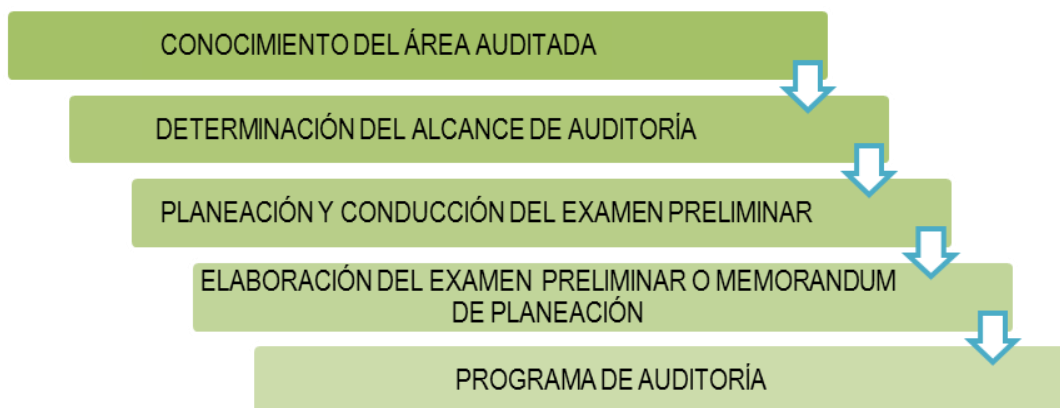 CONOCIMIENTO DEL ÁREA AUDITADA
DETERMINACIÓN DEL ALCANCE DE AUDITORÍA
PLANEACIÓN Y CONDUCCIÓN DEL EXAMEN PRELIMINAR
ELABORACIÓN DEL EXAMEN PRELIMINAR O MEMORANDUM
DE PLANEACIÓN
PROGRAMA DE AUDITORÍA